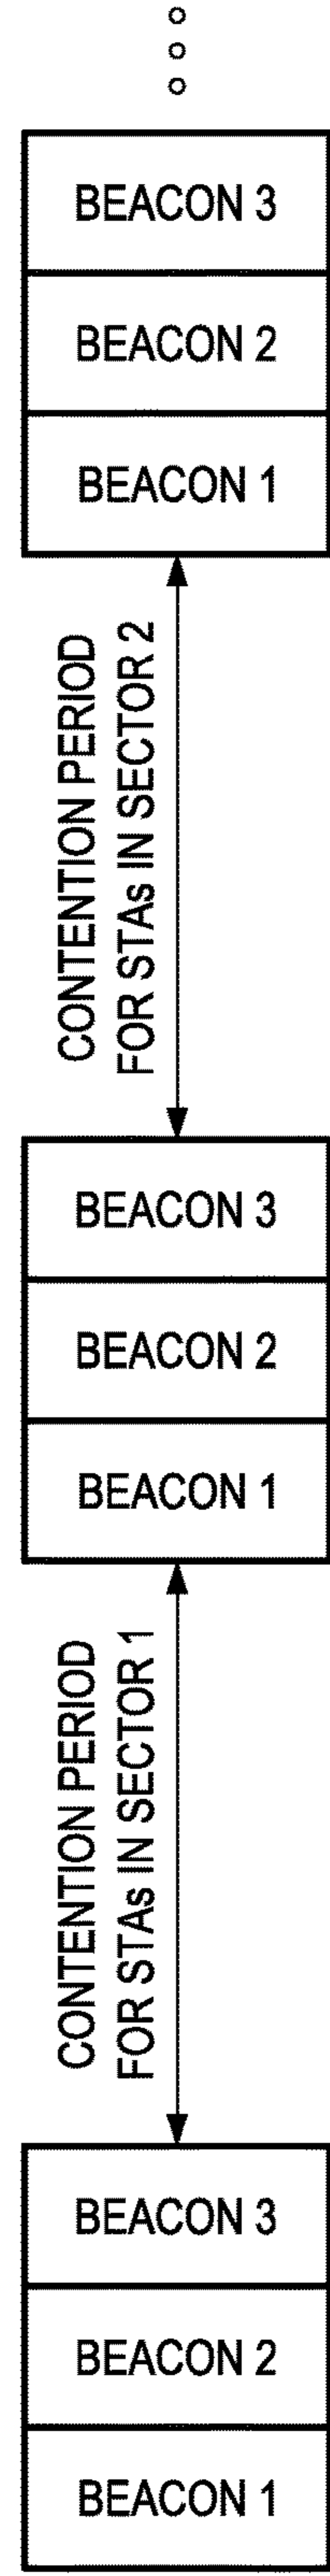 BEACON 3
BEACON 2
BEACON 1
CONTENTION PERIOD
FOR STAs IN SECTOR 2
BEACON 3
BEACON 2
BEACON 1
CONTENTION PERIOD
FOR STAs IN SECTOR 1
BEACON 3
BEACON 2
BEACON 1